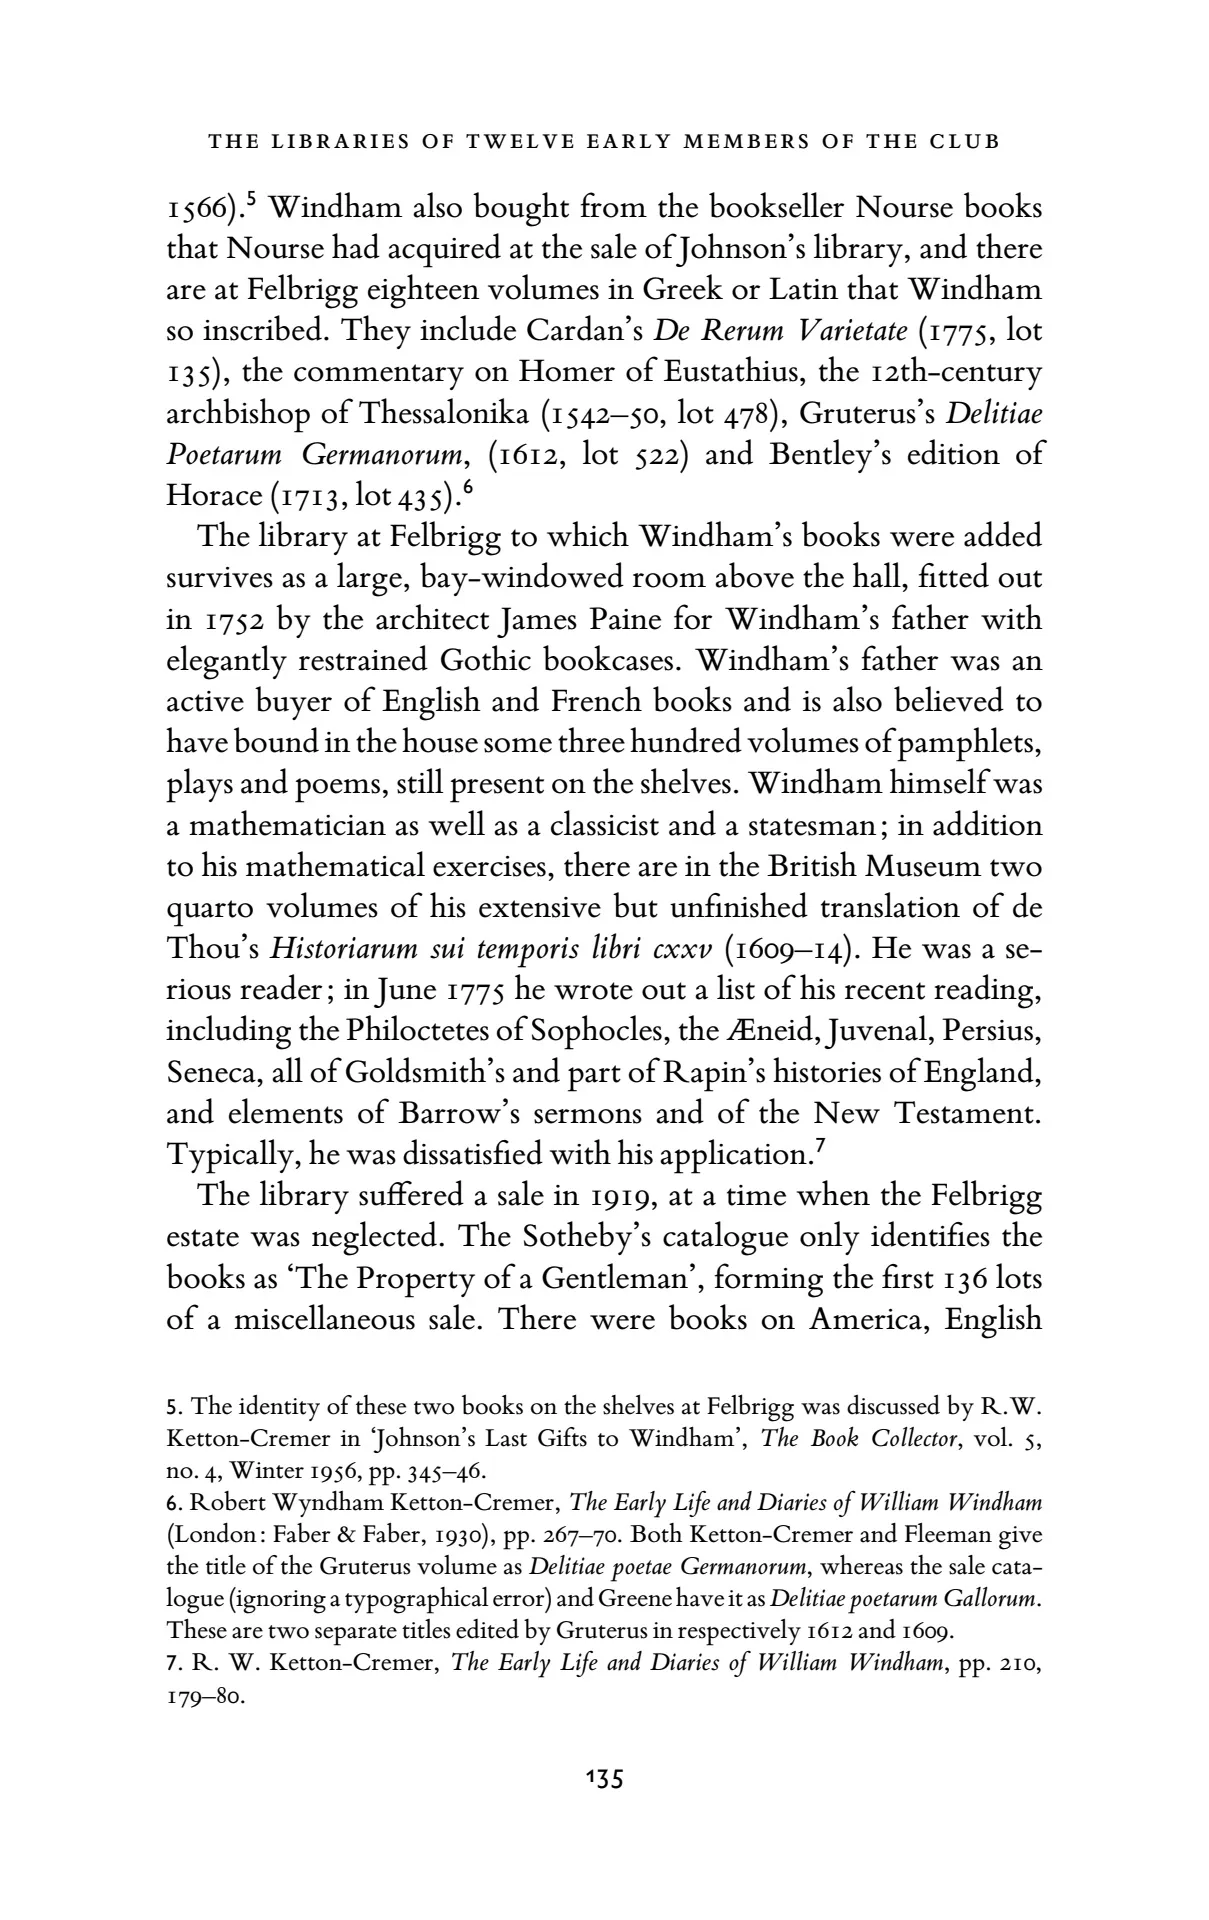 THE LIBRARIES OF TWELVE EARLY MEMBERS OF THE CLUB
1566).⁵ Windham also bought from the bookseller Nourse books
that Nourse had acquired at the sale of Johnson’s library, and there
are at Felbrigg eighteen volumes in Greek or Latin that Windham
so inscribed. They include Cardan’s De Rerum Varietate (1775, lot
135), the commentary on Homer of Eustathius, the 12th-century
archbishop of Thessalonika (1542–50, lot 478), Gruterus’s Delitiae
Poetarum Germanorum, (1612, lot 522) and Bentley’s edition of
Horace (1713, lot 435).⁶
The library at Felbrigg to which Windham’s books were added
survives as a large, bay-windowed room above the hall, fitted out
in 1752 by the architect James Paine for Windham’s father with
elegantly restrained Gothic bookcases. Windham’s father was an
active buyer of English and French books and is also believed to
have bound in the house some three hundred volumes of pamphlets,
plays and poems, still present on the shelves. Windham himself was
a mathematician as well as a classicist and a statesman; in addition
to his mathematical exercises, there are in the British Museum two
quarto volumes of his extensive but unfinished translation of de
Thou’s Historiarum sui temporis libri cxxv (1609–14). He was a se-
rious reader; in June 1775 he wrote out a list of his recent reading,
including the Philoctetes of Sophocles, the Æneid, Juvenal, Persius,
Seneca, all of Goldsmith’s and part of Rapin’s histories of England,
and elements of Barrow’s sermons and of the New Testament.
Typically, he was dissatisfied with his application.⁷
The library suffered a sale in 1919, at a time when the Felbrigg
estate was neglected. The Sotheby’s catalogue only identifies the
books as ‘The Property of a Gentleman’, forming the first 136 lots
of a miscellaneous sale. There were books on America, English
5. The identity of these two books on the shelves at Felbrigg was discussed by R.W.
Ketton-Cremer in ‘Johnson’s Last Gifts to Windham’, The Book Collector, vol. 5,
no. 4, Winter 1956, pp. 345–46.
6. Robert Wyndham Ketton-Cremer, The Early Life and Diaries of William Windham
(London: Faber & Faber, 1930), pp. 267–70. Both Ketton-Cremer and Fleeman give
the title of the Gruterus volume as Delitiae poetae Germanorum, whereas the sale cata-
logue (ignoring a typographical error) and Greene have it as Delitiae poetarum Gallorum.
These are two separate titles edited by Gruterus in respectively 1612 and 1609.
7. R. W. Ketton-Cremer, The Early Life and Diaries of William Windham, pp. 210,
179–80.
135